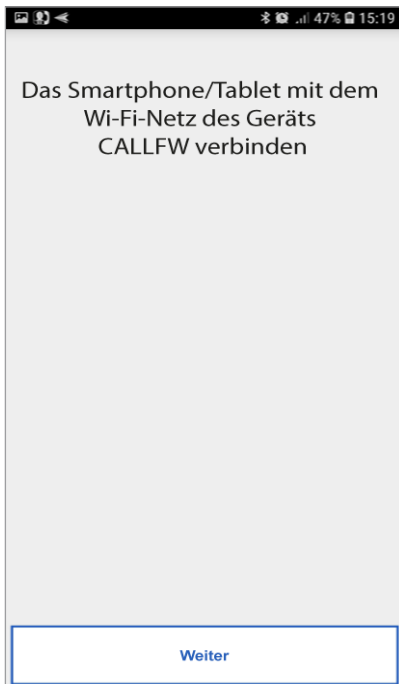 47% 15:19
Das Smartphone/Tablet mit dem
Wi-Fi-Netz des Geräts
CALLFW verbinden
Weiter